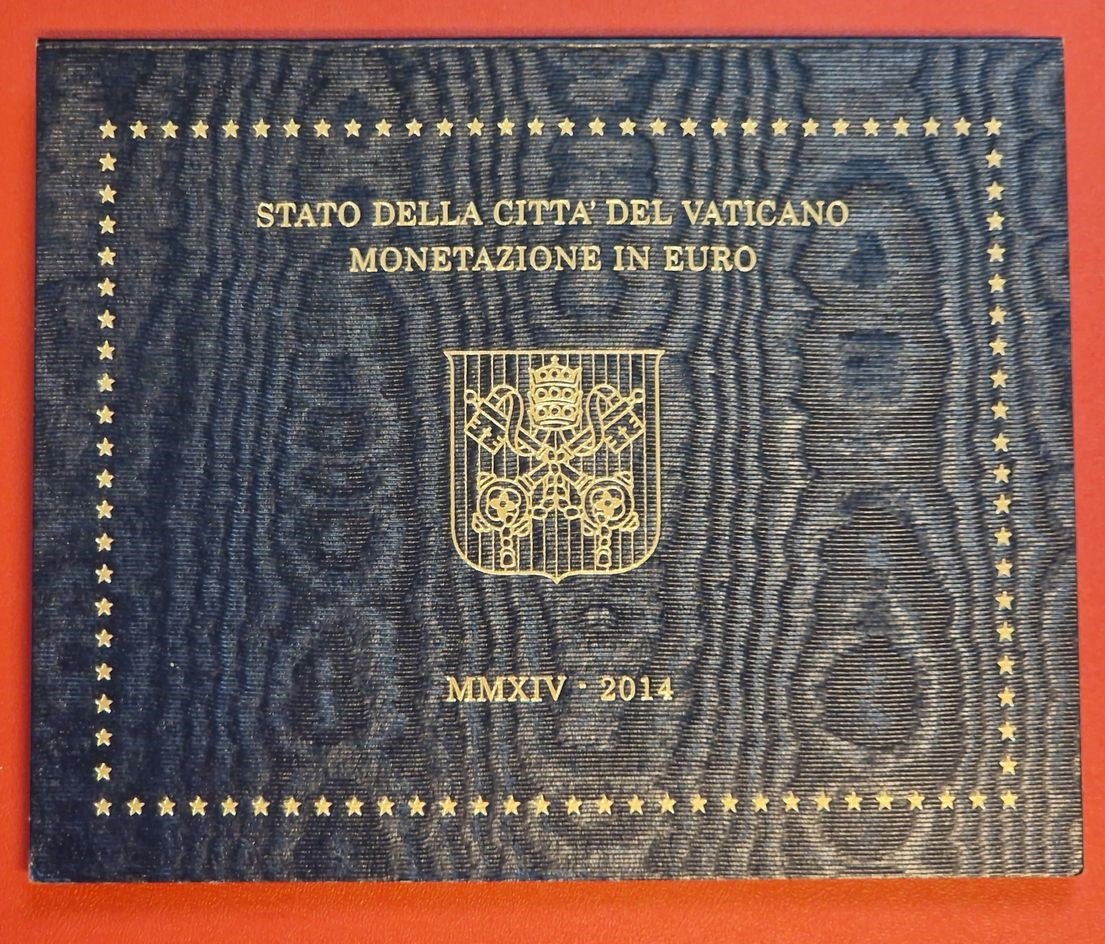 STATO DELLA CITTA' DEL VATICANO
MONETAZIONE IN EURO
MMXIV · 2014